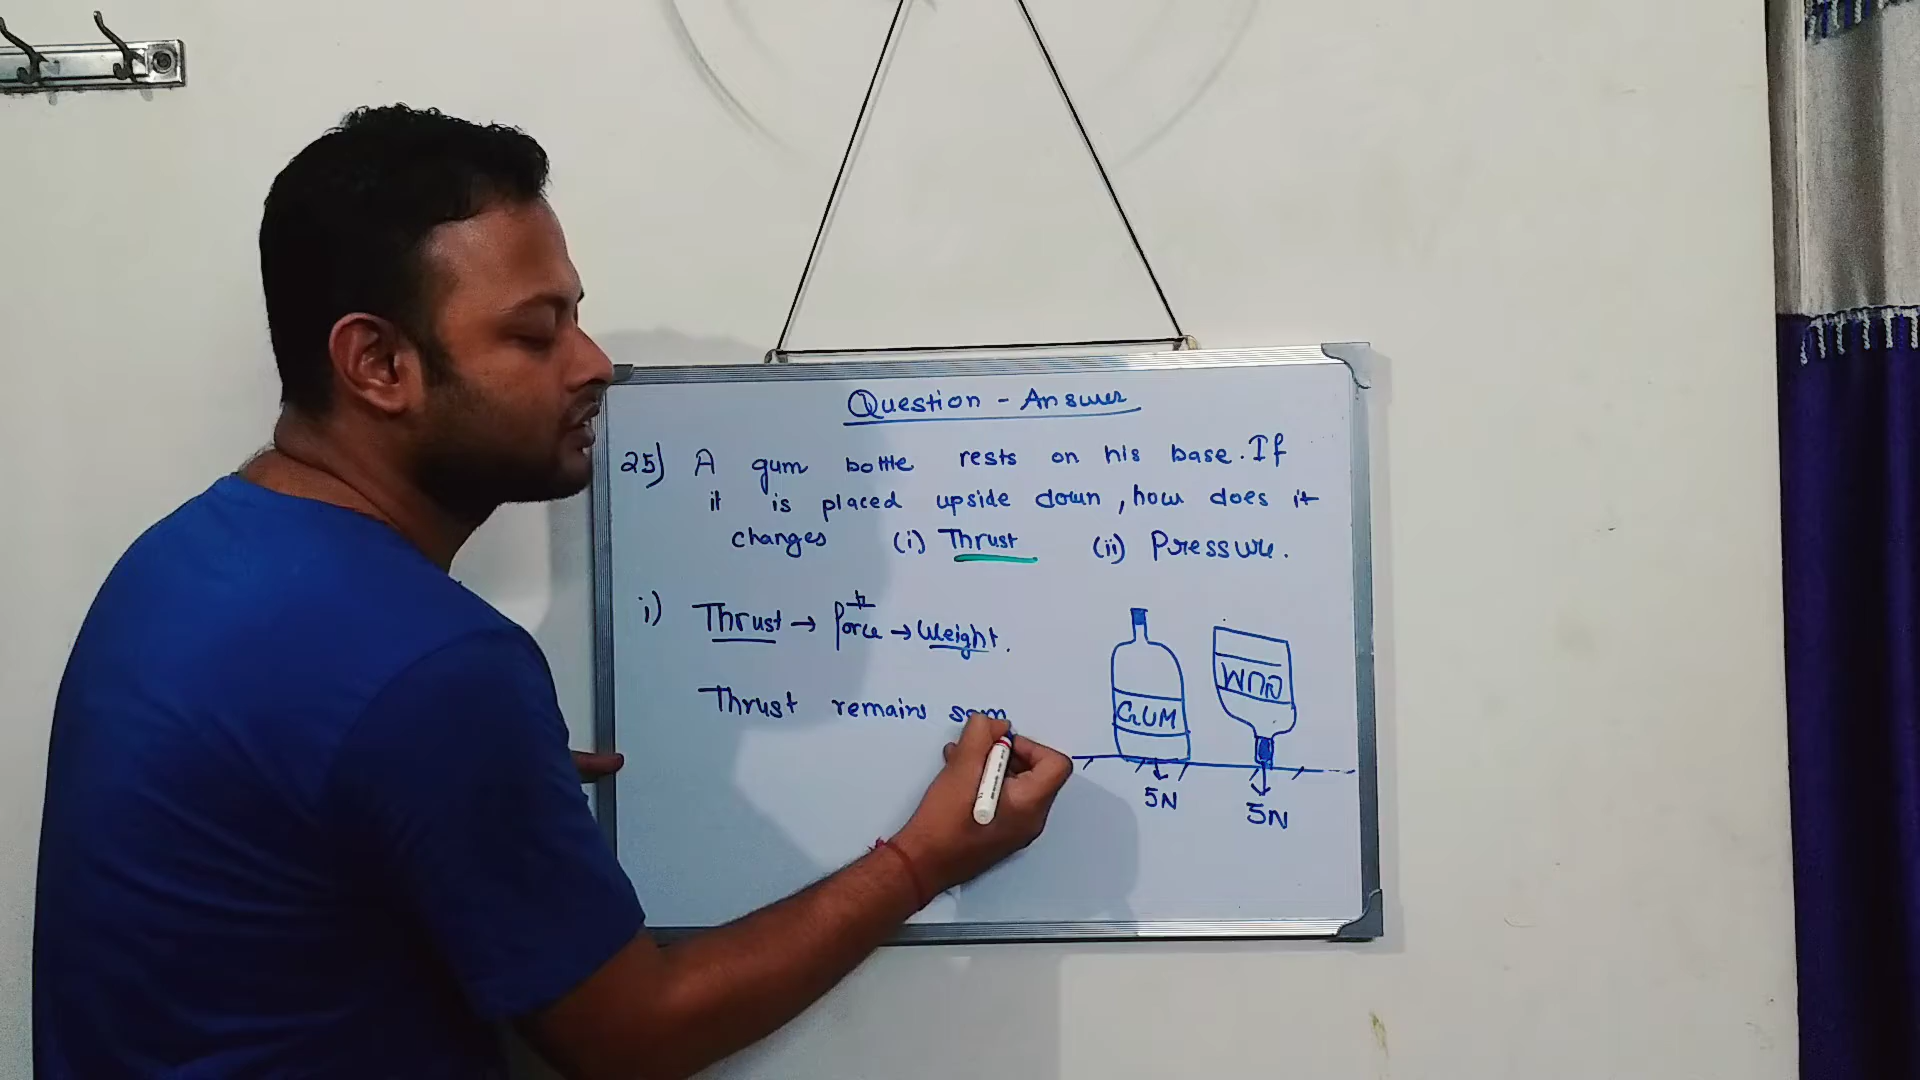 Question - Answer
25) A gum bottle rests on his base. If
it is placed upside down, how does it
changes (i) Thrust (ii) Pressure.
i) Thrust → force → Weight.
Thrust remains sam
GUM
GUM
5N
5N